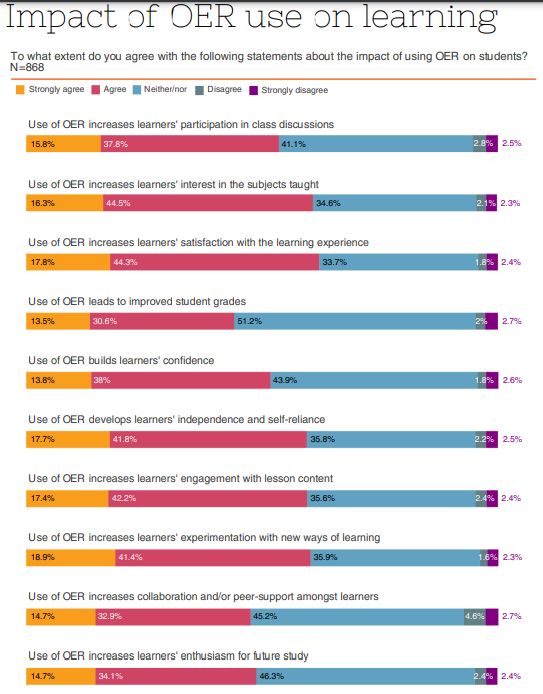 Impact of OER use on learning
To what extent do you agree with the following statements about the impact of using OER on students?
N=868
Strongly agree Agree Neither/nor Disagree Strongly disagree
Use of OER increases learners' participation in class discussions
15.8% 37.8% 41.1% 2.8% 2.5%
Use of OER increases learners' interest in the subjects taught
16.3% 44.5% 34.6% 2.1% 2.3%
Use of OER increases learners' satisfaction with the learning experience
17.8% 44.3% 33.7% 1.8% 2.4%
Use of OER leads to improved student grades
13.5% 30.6% 51.2% 2% 2.7%
Use of OER builds learners' confidence
13.8% 38% 43.9% 1.8% 2.6%
Use of OER develops learners' independence and self-reliance
17.7% 41.8% 35.8% 2.2% 2.5%
Use of OER increases learners' engagement with lesson content
17.4% 42.2% 35.6% 2.4% 2.4%
Use of OER increases learners' experimentation with new ways of learning
18.9% 41.4% 35.9% 1.6% 2.3%
Use of OER increases collaboration and/or peer-support amongst learners
14.7% 32.9% 45.2% 4.6% 2.7%
Use of OER increases learners' enthusiasm for future study
14.7% 34.1% 46.3% 2.4% 2.4%